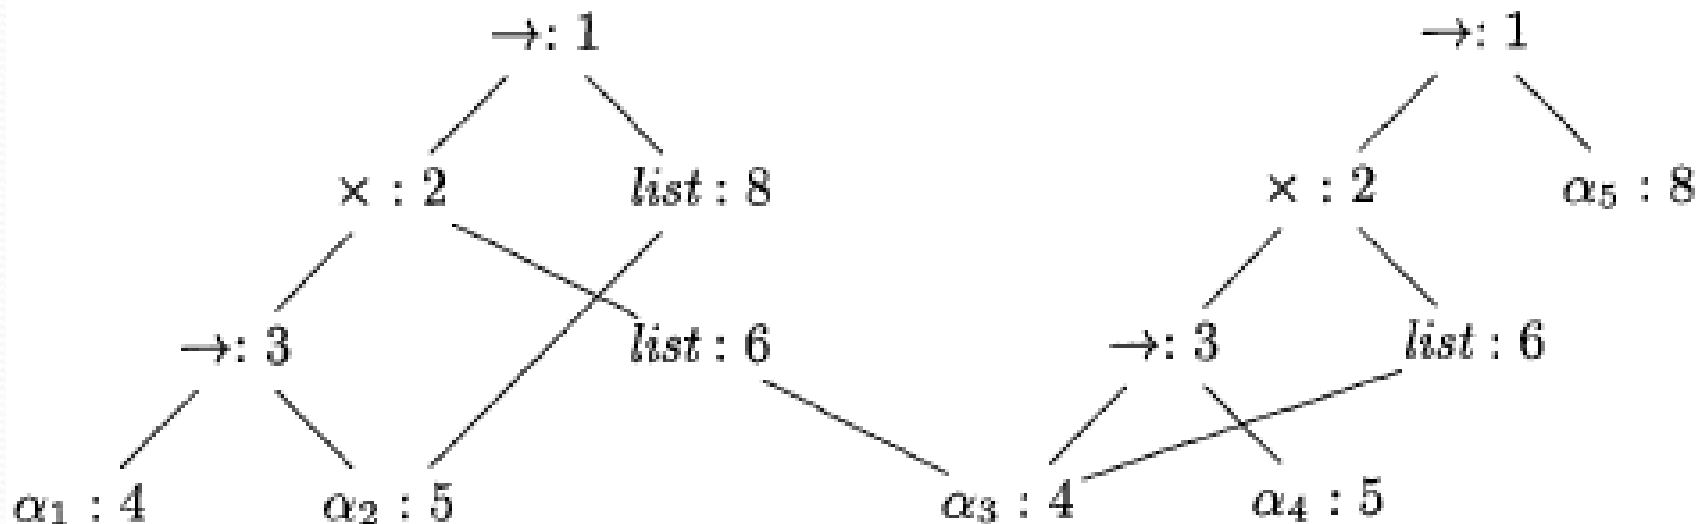 →: 1 →: 1
× : 2 list : 8 × : 2 α₅ : 8
→: 3 list : 6 →: 3 list : 6
α₁ : 4 α₂ : 5 α₃ : 4 α₄ : 5